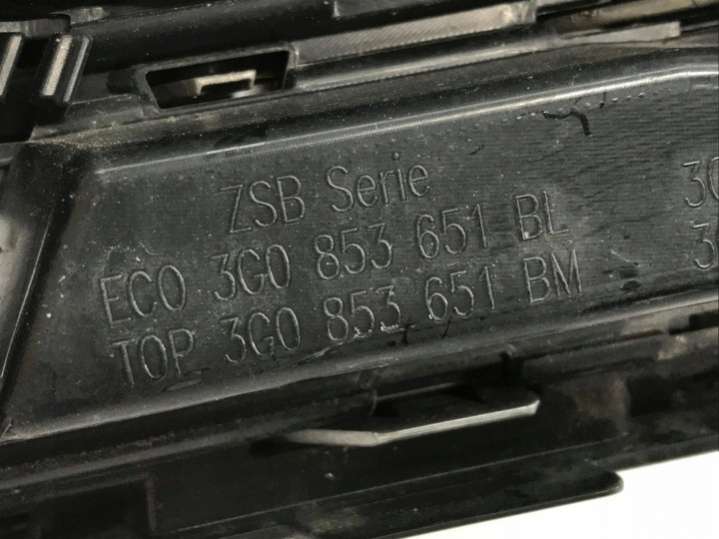 ZSB Serie
ECO 3G0 853 651 BL
TOP 3G0 853 651 BM